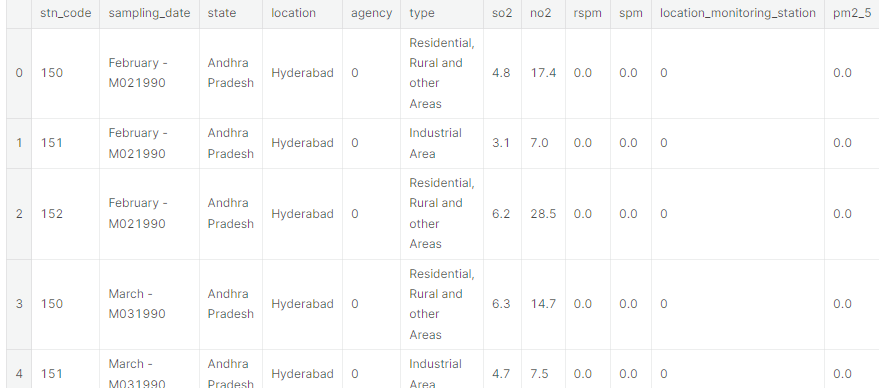 stn_code sampling_date state location agency type so2 no2 rspm spm location_monitoring_station pm2_5
0 150 February - M021990 Andhra Pradesh Hyderabad 0 Residential, Rural and other Areas 4.8 17.4 0.0 0.0 0 0.0
1 151 February - M021990 Andhra Pradesh Hyderabad 0 Industrial Area 3.1 7.0 0.0 0.0 0 0.0
2 152 February - M021990 Andhra Pradesh Hyderabad 0 Residential, Rural and other Areas 6.2 28.5 0.0 0.0 0 0.0
3 150 March - M031990 Andhra Pradesh Hyderabad 0 Residential, Rural and other Areas 6.3 14.7 0.0 0.0 0 0.0
4 151 March - M031990 Andhra Pradesh Hyderabad 0 Industrial Area 4.7 7.5 0.0 0.0 0 0.0